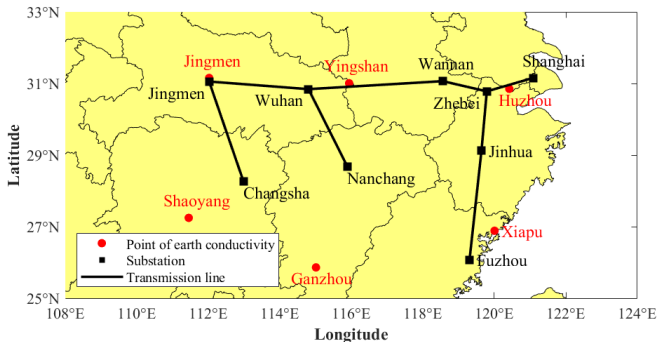 33°N
31°N
29°N
27°N
25°N
Latitude
Jingmen
Yingshan
Wannan
Shanghai
Jingmen
Wuhan
Zhebei
Huzhou
Jinhua
Changsha
Nanchang
Shaoyang
Xiapu
Fuzhou
Ganzhou
Point of earth conductivity
Substation
Transmission line
108°E 110°E 112°E 114°E 116°E 118°E 120°E 122°E 124°E
Longitude